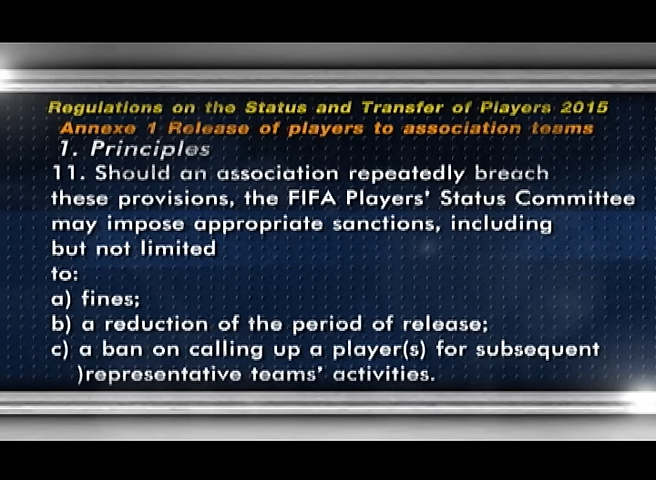 Regulations on the Status and Transfer of Players 2015
Annexe 1 Release of players to association teams
1. Principles
11. Should an association repeatedly breach
these provisions, the FIFA Players' Status Committee
may impose appropriate sanctions, including
but not limited
to:
a) fines;
b) a reduction of the period of release;
c) a ban on calling up a player(s) for subsequent
)representative teams' activities.